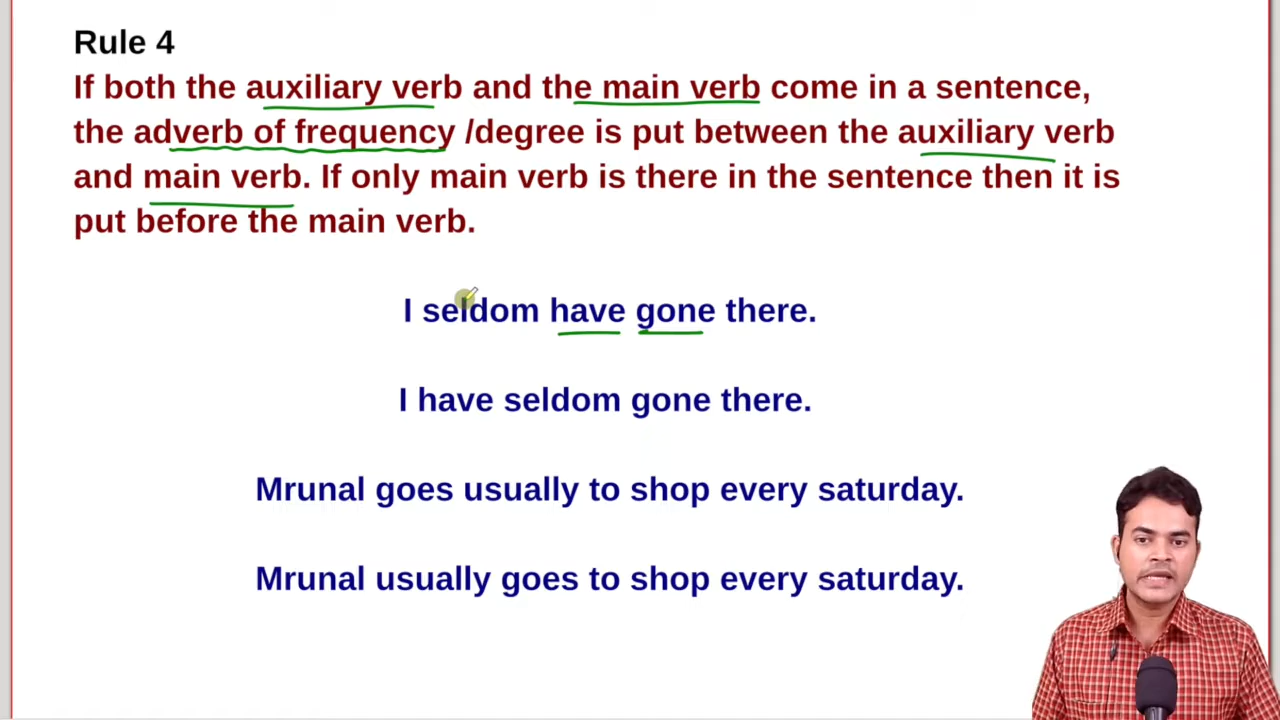 Rule 4
If both the auxiliary verb and the main verb come in a sentence,
the adverb of frequency /degree is put between the auxiliary verb
and main verb. If only main verb is there in the sentence then it is
put before the main verb.
I seldom have gone there.
I have seldom gone there.
Mrunal goes usually to shop every saturday.
Mrunal usually goes to shop every saturday.